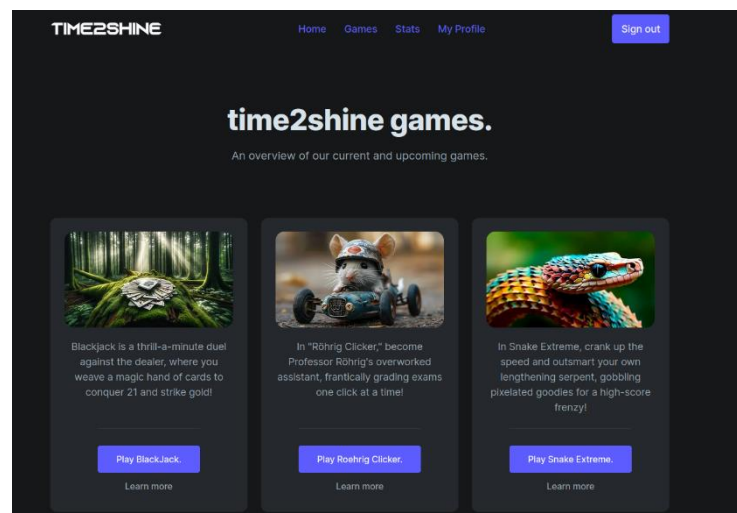 TIME2SHINE
Home Games Stats My Profile
Sign out
time2shine games.
An overview of our current and upcoming games.
Blackjack is a thrill-a-minute duel
against the dealer, where you
weave a magic hand of cards to
conquer 21 and strike gold!
Play BlackJack.
Learn more
In "Röhrig Clicker," become
Professor Röhrig's overworked
assistant, frantically grading exams
one click at a time!
Play Roehrig Clicker.
Learn more
In Snake Extreme, crank up the
speed and outsmart your own
lengthening serpent, gobbling
pixelated goodies for a high-score
frenzy!
Play Snake Extreme.
Learn more